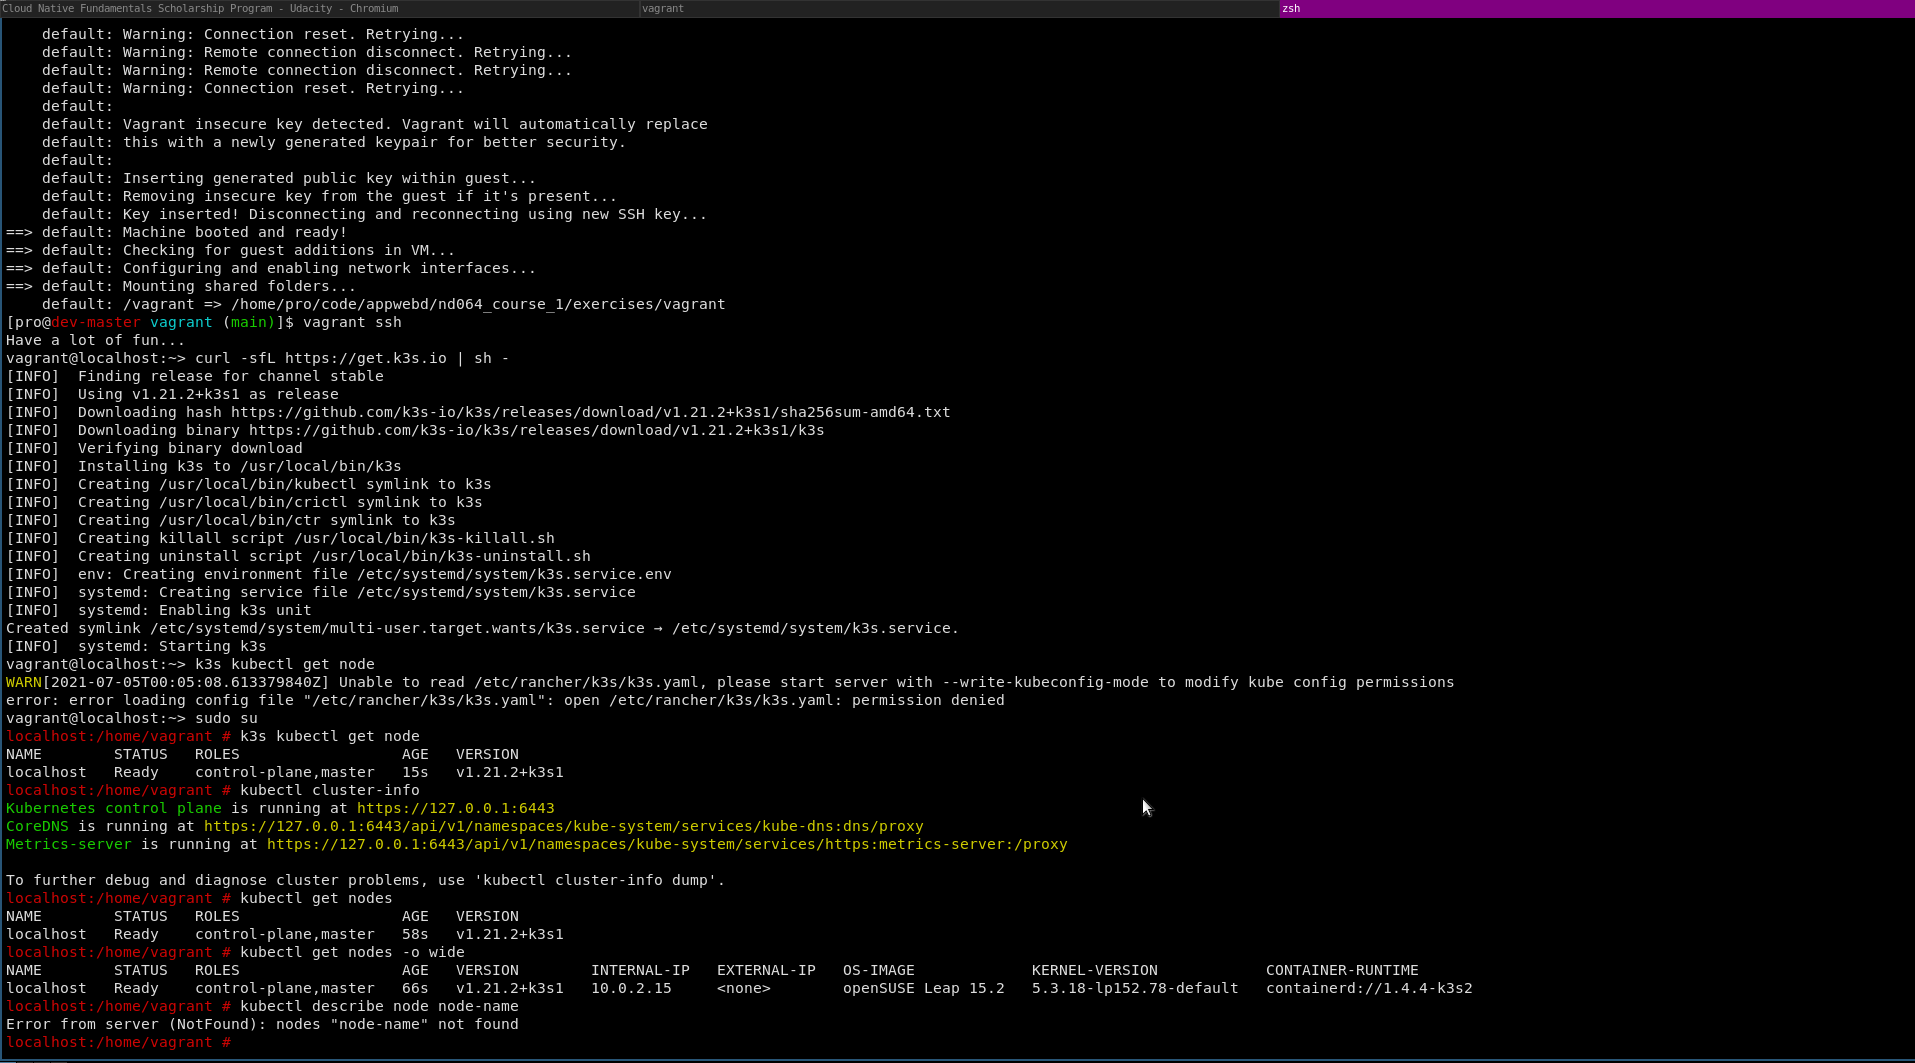 Cloud Native Fundamentals Scholarship Program - Udacity - Chromium
vagrant
zsh
default: Warning: Connection reset. Retrying...
default: Warning: Remote connection disconnect. Retrying...
default: Warning: Remote connection disconnect. Retrying...
default: Warning: Connection reset. Retrying...
default:
default: Vagrant insecure key detected. Vagrant will automatically replace
default: this with a newly generated keypair for better security.
default:
default: Inserting generated public key within guest...
default: Removing insecure key from the guest if it's present...
default: Key inserted! Disconnecting and reconnecting using new SSH key...
==> default: Machine booted and ready!
==> default: Checking for guest additions in VM...
==> default: Configuring and enabling network interfaces...
==> default: Mounting shared folders...
default: /vagrant => /home/pro/code/appwebd/nd064_course_1/exercises/vagrant
[pro@dev-master vagrant (main)]$ vagrant ssh
Have a lot of fun...
vagrant@localhost:~> curl -sfL https://get.k3s.io | sh -
[INFO]  Finding release for channel stable
[INFO]  Using v1.21.2+k3s1 as release
[INFO]  Downloading hash https://github.com/k3s-io/k3s/releases/download/v1.21.2+k3s1/sha256sum-amd64.txt
[INFO]  Downloading binary https://github.com/k3s-io/k3s/releases/download/v1.21.2+k3s1/k3s
[INFO]  Verifying binary download
[INFO]  Installing k3s to /usr/local/bin/k3s
[INFO]  Creating /usr/local/bin/kubectl symlink to k3s
[INFO]  Creating /usr/local/bin/crictl symlink to k3s
[INFO]  Creating /usr/local/bin/ctr symlink to k3s
[INFO]  Creating killall script /usr/local/bin/k3s-killall.sh
[INFO]  Creating uninstall script /usr/local/bin/k3s-uninstall.sh
[INFO]  env: Creating environment file /etc/systemd/system/k3s.service.env
[INFO]  systemd: Creating service file /etc/systemd/system/k3s.service
[INFO]  systemd: Enabling k3s unit
Created symlink /etc/systemd/system/multi-user.target.wants/k3s.service → /etc/systemd/system/k3s.service.
[INFO]  systemd: Starting k3s
vagrant@localhost:~> k3s kubectl get node
WARN[2021-07-05T00:05:08.613379840Z] Unable to read /etc/rancher/k3s/k3s.yaml, please start server with --write-kubeconfig-mode to modify kube config permissions
error: error loading config file "/etc/rancher/k3s/k3s.yaml": open /etc/rancher/k3s/k3s.yaml: permission denied
vagrant@localhost:~> sudo su
localhost:/home/vagrant # k3s kubectl get node
NAME        STATUS   ROLES                  AGE   VERSION
localhost   Ready    control-plane,master   15s   v1.21.2+k3s1
localhost:/home/vagrant # kubectl cluster-info
Kubernetes control plane is running at https://127.0.0.1:6443
CoreDNS is running at https://127.0.0.1:6443/api/v1/namespaces/kube-system/services/kube-dns:dns/proxy
Metrics-server is running at https://127.0.0.1:6443/api/v1/namespaces/kube-system/services/https:metrics-server:/proxy
To further debug and diagnose cluster problems, use 'kubectl cluster-info dump'.
localhost:/home/vagrant # kubectl get nodes
NAME        STATUS   ROLES                  AGE   VERSION
localhost   Ready    control-plane,master   58s   v1.21.2+k3s1
localhost:/home/vagrant # kubectl get nodes -o wide
NAME        STATUS   ROLES                  AGE   VERSION        INTERNAL-IP   EXTERNAL-IP   OS-IMAGE             KERNEL-VERSION            CONTAINER-RUNTIME
localhost   Ready    control-plane,master   66s   v1.21.2+k3s1   10.0.2.15     <none>        openSUSE Leap 15.2   5.3.18-lp152.78-default   containerd://1.4.4-k3s2
localhost:/home/vagrant # kubectl describe node node-name
Error from server (NotFound): nodes "node-name" not found
localhost:/home/vagrant #